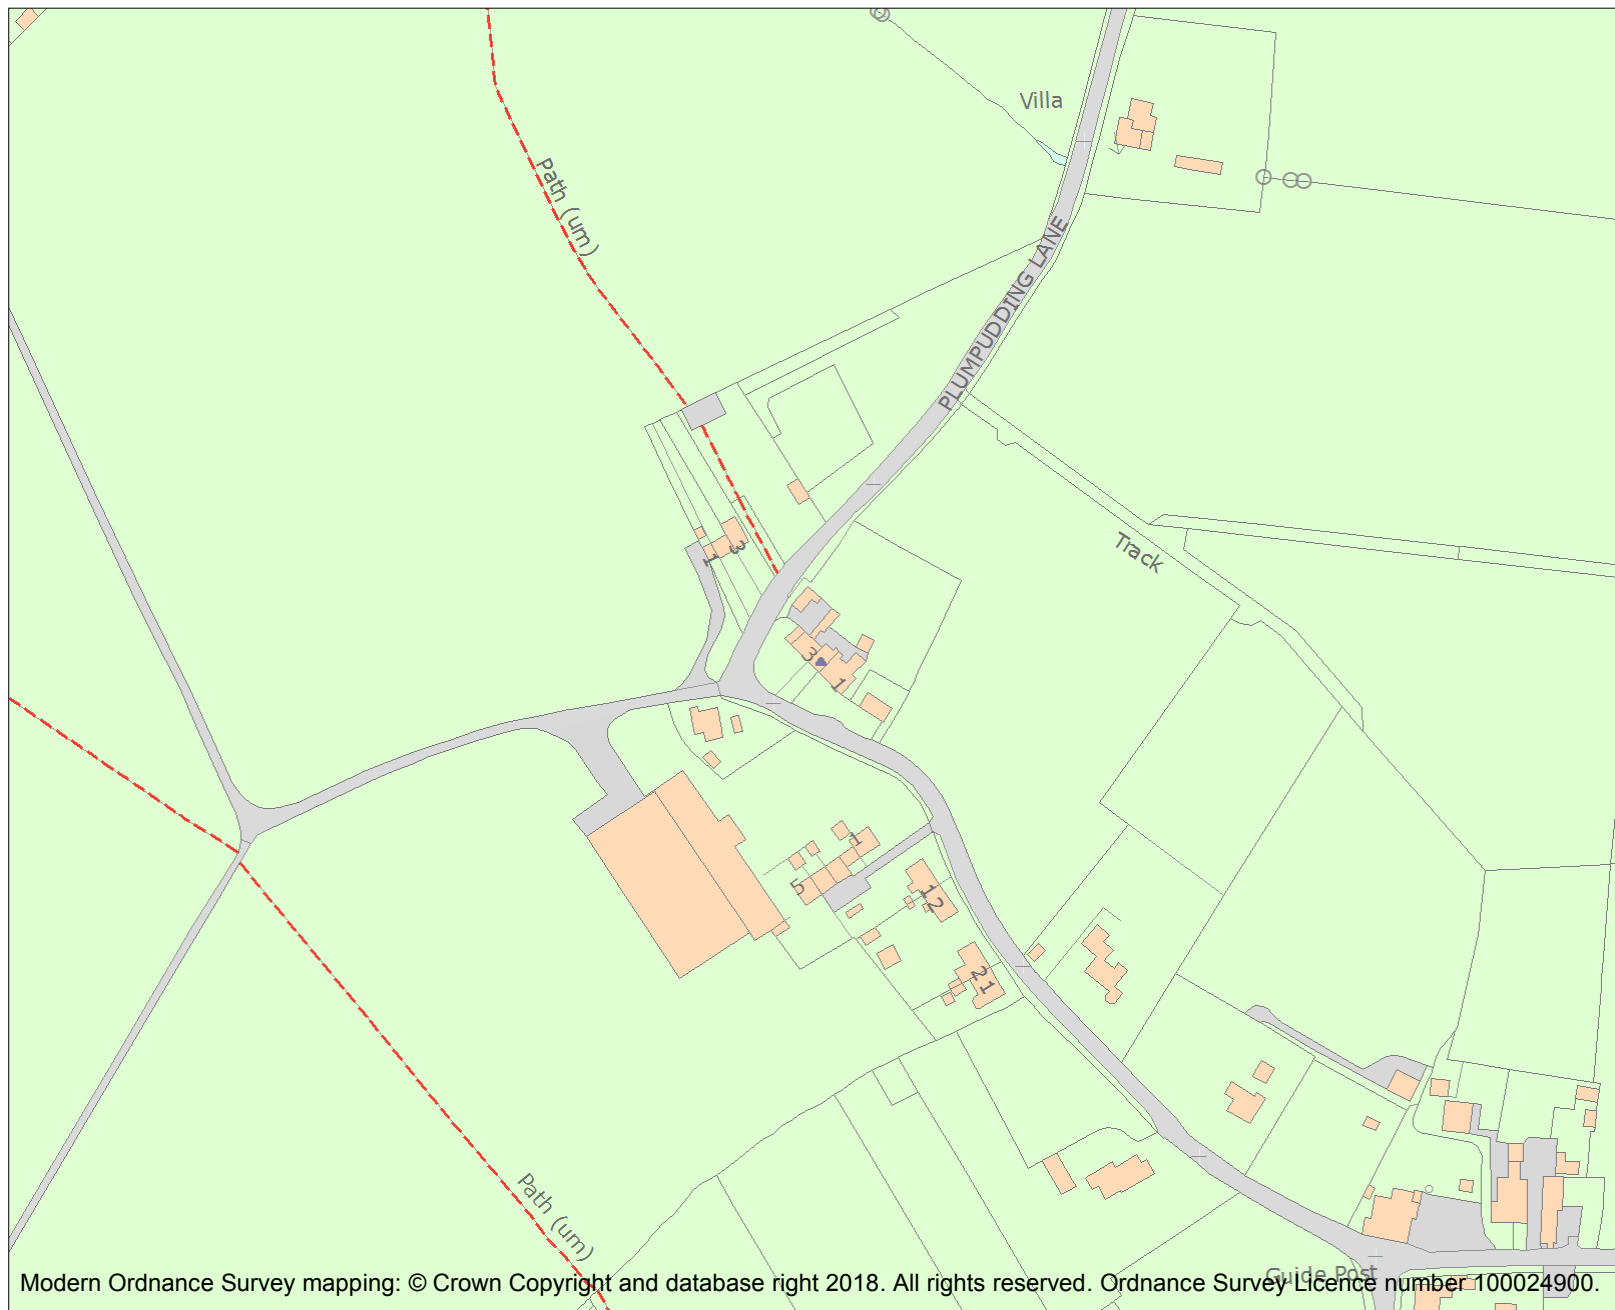 Villa
Path (um)
PLUMPUDDING LANE
Track
3
1
3
1
1
5
12
21
Path (um)
Guide Post
Modern Ordnance Survey mapping: © Crown Copyright and database right 2018. All rights reserved. Ordnance Survey Licence number 100024900.